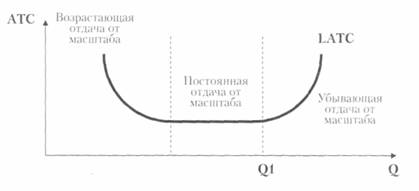 ATC
Возрастающая
отдача от
масштаба
LATC
Постоянная
отдача от
масштаба
Убывающая
отдача от
масштаба
Q1
Q